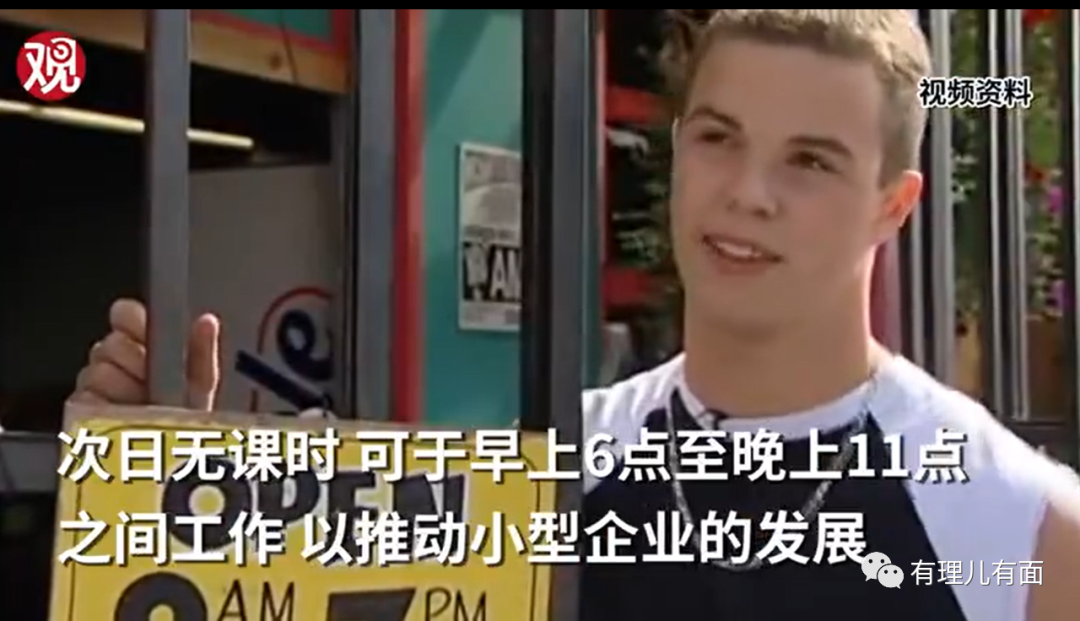 观
视频资料
AM
次日无课时 可于早上6点至晚上11点
OPEN
之间工作 以推动小型企业的发展
有理儿有面
AM 7PM